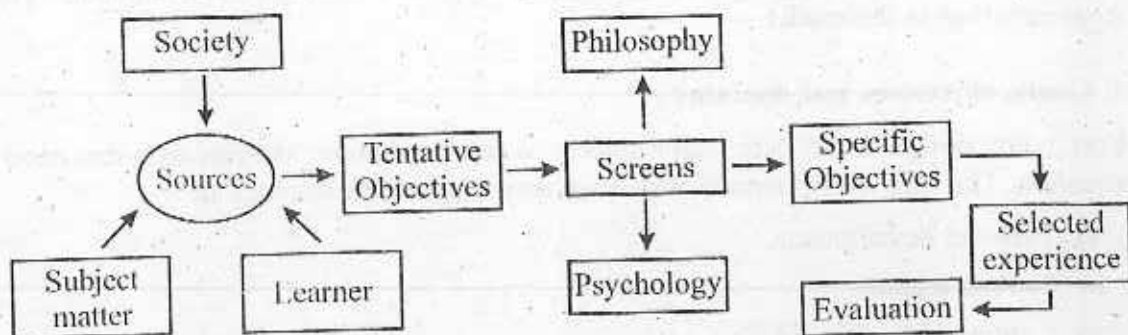 Society
Philosophy
Sources
Tentative
Objectives
Screens
Specific
Objectives
Subject
matter
Learner
Psychology
Selected
experience
Evaluation